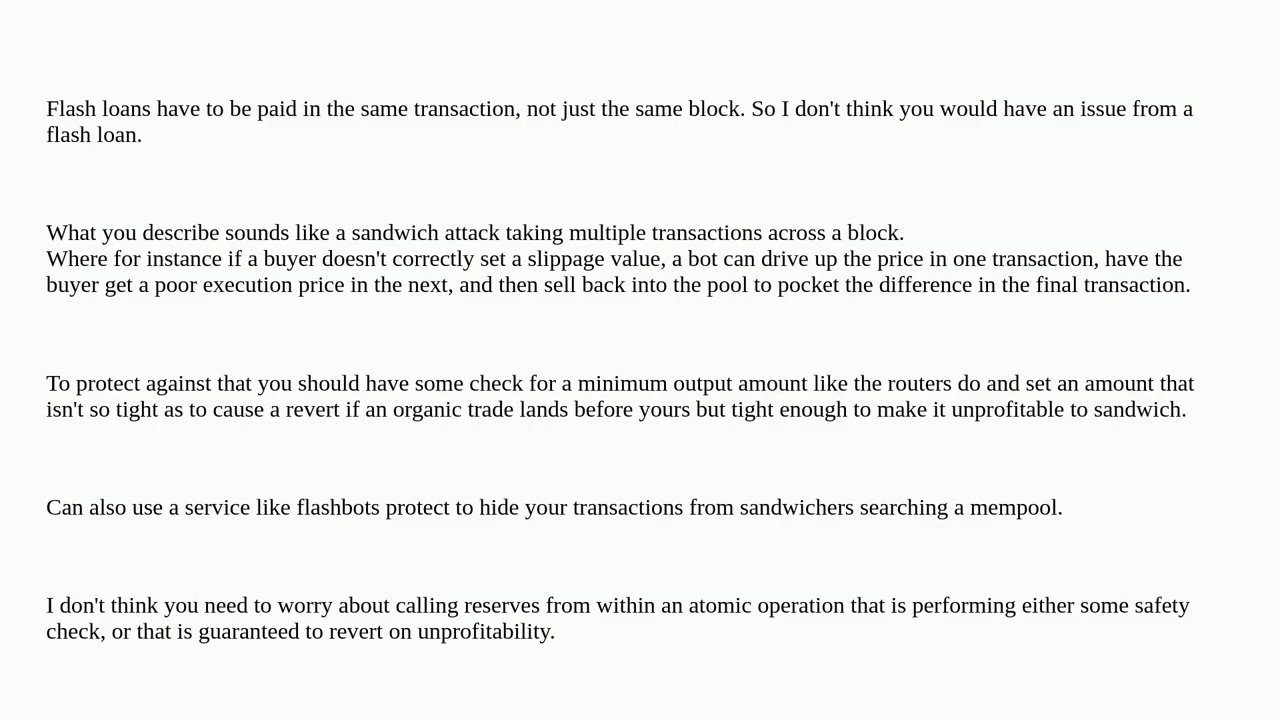 Flash loans have to be paid in the same transaction, not just the same block. So I don't think you would have an issue from a
flash loan.
What you describe sounds like a sandwich attack taking multiple transactions across a block.
Where for instance if a buyer doesn't correctly set a slippage value, a bot can drive up the price in one transaction, have the
buyer get a poor execution price in the next, and then sell back into the pool to pocket the difference in the final transaction.
To protect against that you should have some check for a minimum output amount like the routers do and set an amount that
isn't so tight as to cause a revert if an organic trade lands before yours but tight enough to make it unprofitable to sandwich.
Can also use a service like flashbots protect to hide your transactions from sandwichers searching a mempool.
I don't think you need to worry about calling reserves from within an atomic operation that is performing either some safety
check, or that is guaranteed to revert on unprofitability.